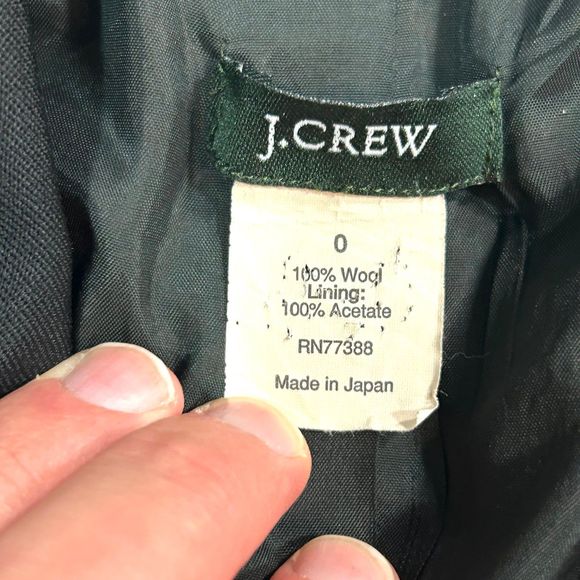 J.CREW
0
100% Wool
Lining:
100% Acetate
RN77388
Made in Japan